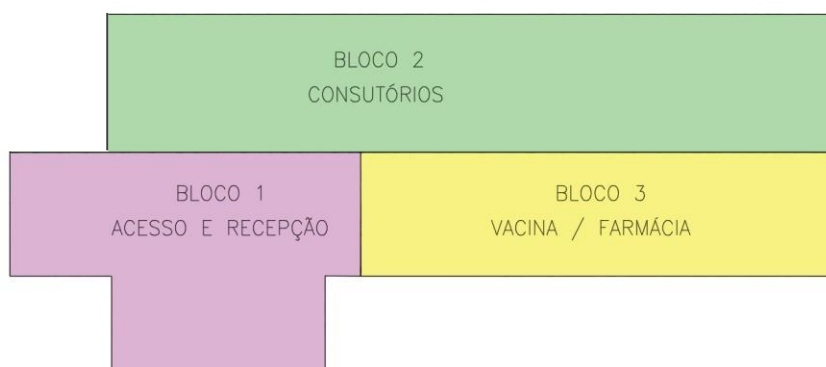 BLOCO 2
CONSUTÓRIOS
BLOCO 1
ACESSO E RECEPÇÃO
BLOCO 3
VACINA / FARMÁCIA